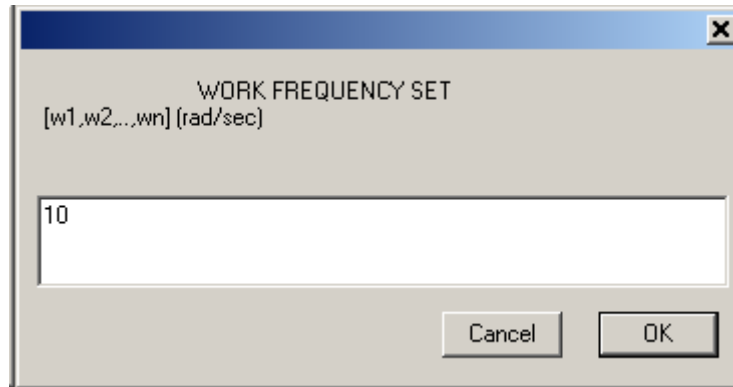 WORK FREQUENCY SET
[w1,w2,..,wn] (rad/sec)
10
Cancel OK